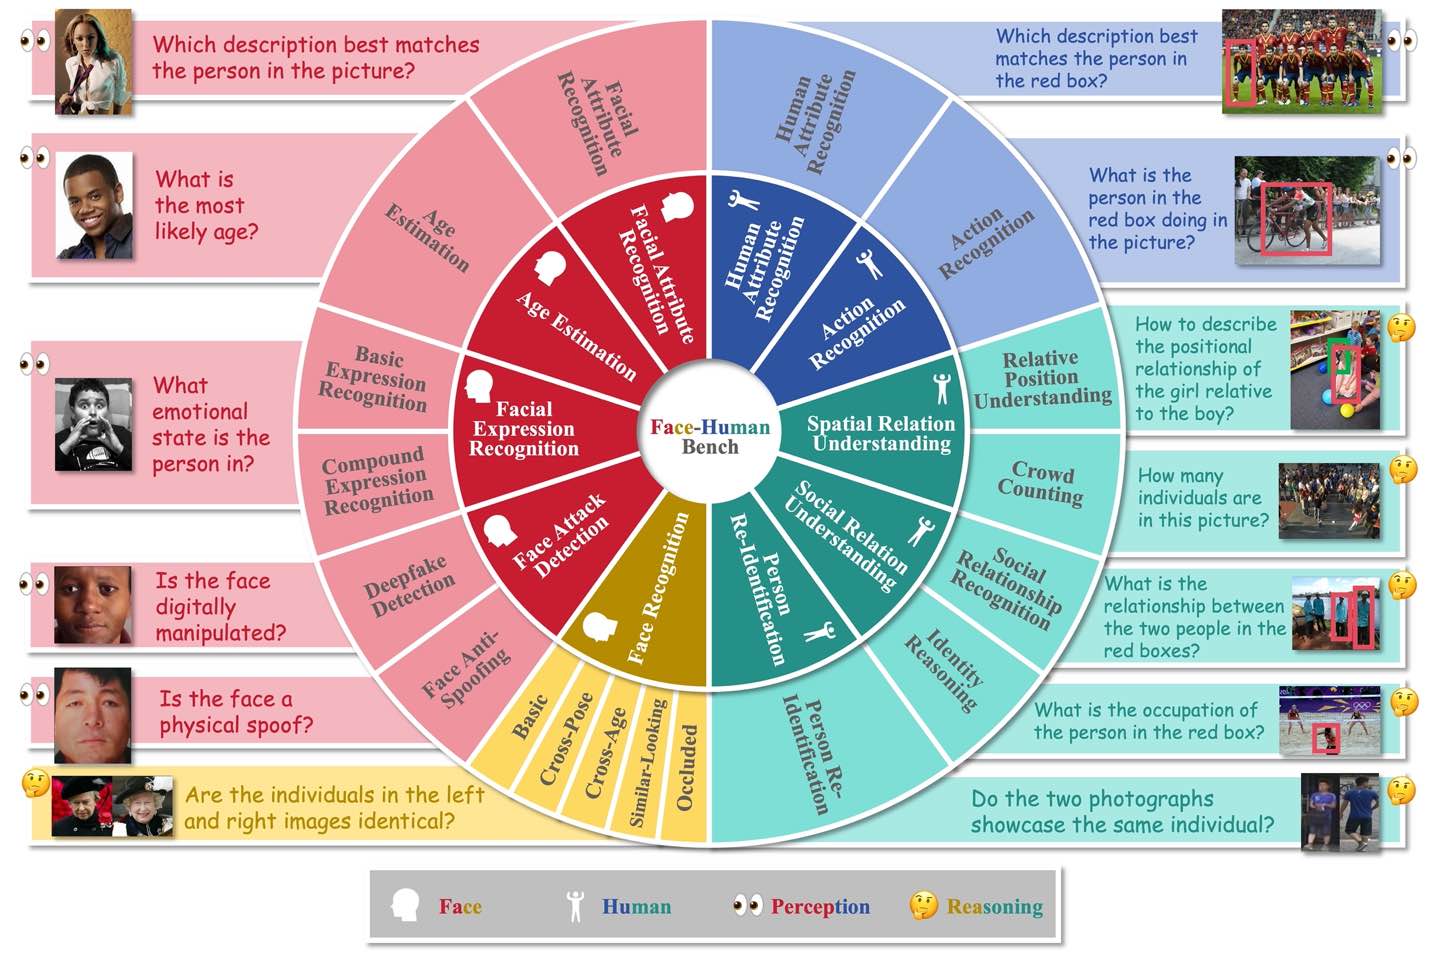 Which description best matches
the person in the picture?
What is
the most
likely age?
What
emotional
state is the
person in?
Is the face
digitally
manipulated?
Is the face a
physical spoof?
Are the individuals in the left
and right images identical?
Facial
Attribute
Recognition
Age
Estimation
Basic
Expression
Recognition
Compound
Expression
Recognition
Deepfake
Detection
Face Anti-
Spoofing
Basic
Cross-Pose
Cross-Age
Similar-Looking
Occluded
Facial Attribute
Recognition
Age Estimation
Facial
Expression
Recognition
Face Attack
Detection
Face Recognition
Face-Human
Bench
Human
Attribute
Recognition
Action
Recognition
Spatial Relation
Understanding
Social Relation
Understanding
Person
Re-Identification
Human
Attribute
Recognition
Action
Recognition
Relative
Position
Understanding
Crowd
Counting
Social
Relationship
Recognition
Identity
Reasoning
Person Re-
Identification
Which description best
matches the person in
the red box?
What is the
person in the
red box doing in
the picture?
How to describe
the positional
relationship of
the girl relative
to the boy?
How many
individuals are
in this picture?
What is the
relationship between
the two people in the
red boxes?
What is the occupation of
the person in the red box?
Do the two photographs
showcase the same individual?
Face
Human
Perception
Reasoning